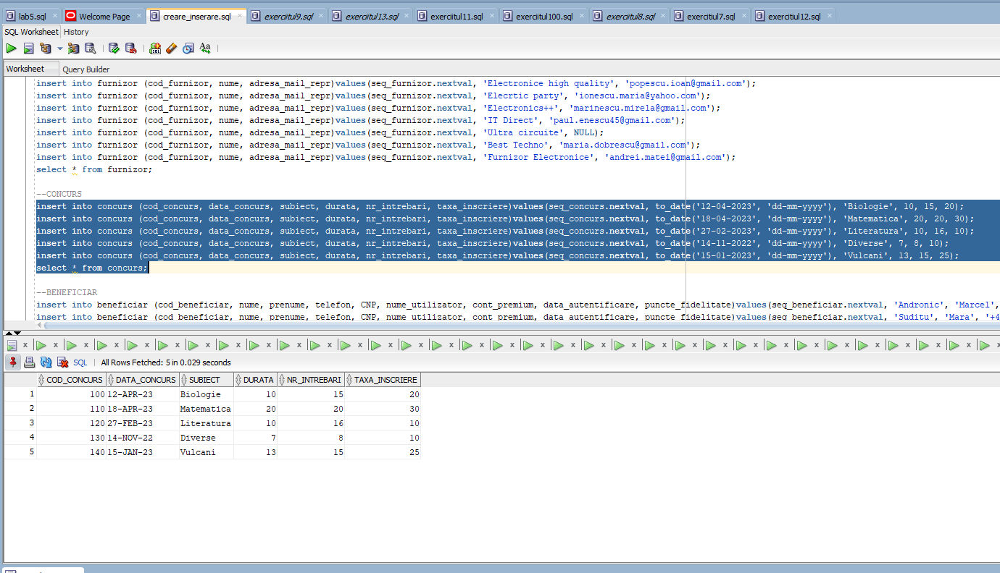 lab5.sql Welcome Page creare_inserare.sql exerciitul9.sql exerciitul13.sql exerciitul11.sql exerciitul100.sql exerciitul8.sql exercitiul7.sql exercitiul12.sql
SQL Worksheet History
Worksheet Query Builder
insert into furnizor (cod_furnizor, nume, adresa_mail_repr)values(seq_furnizor.nextval, 'Electronice high quality', 'popescu.ioan@gmail.com');
insert into furnizor (cod_furnizor, nume, adresa_mail_repr)values(seq_furnizor.nextval, 'Elecrtic party', 'ionescu.maria@yahoo.com');
insert into furnizor (cod_furnizor, nume, adresa_mail_repr)values(seq_furnizor.nextval, 'Electronics++', 'marinescu.mirela@gmail.com');
insert into furnizor (cod_furnizor, nume, adresa_mail_repr)values(seq_furnizor.nextval, 'IT Direct', 'paul.enescu45@gmail.com');
insert into furnizor (cod_furnizor, nume, adresa_mail_repr)values(seq_furnizor.nextval, 'Ultra circuite', NULL);
insert into furnizor (cod_furnizor, nume, adresa_mail_repr)values(seq_furnizor.nextval, 'Best Techno', 'maria.dobrescu@gmail.com');
insert into furnizor (cod_furnizor, nume, adresa_mail_repr)values(seq_furnizor.nextval, 'Furnizor Electronice', 'andrei.matei@gmail.com');
select * from furnizor;
--CONCURS
insert into concurs (cod_concurs, data_concurs, subiect, durata, nr_intrebari, taxa_inscriere)values(seq_concurs.nextval, to_date('12-04-2023', 'dd-mm-yyyy'), 'Biologie', 10, 15, 20);
insert into concurs (cod_concurs, data_concurs, subiect, durata, nr_intrebari, taxa_inscriere)values(seq_concurs.nextval, to_date('18-04-2023', 'dd-mm-yyyy'), 'Matematica', 20, 20, 30);
insert into concurs (cod_concurs, data_concurs, subiect, durata, nr_intrebari, taxa_inscriere)values(seq_concurs.nextval, to_date('27-02-2023', 'dd-mm-yyyy'), 'Literatura', 10, 16, 10);
insert into concurs (cod_concurs, data_concurs, subiect, durata, nr_intrebari, taxa_inscriere)values(seq_concurs.nextval, to_date('14-11-2022', 'dd-mm-yyyy'), 'Diverse', 7, 8, 10);
insert into concurs (cod_concurs, data_concurs, subiect, durata, nr_intrebari, taxa_inscriere)values(seq_concurs.nextval, to_date('15-01-2023', 'dd-mm-yyyy'), 'Vulcani', 13, 15, 25);
select * from concurs;
--BENEFICIAR
insert into beneficiar (cod_beneficiar, nume, prenume, telefon, CNP, nume_utilizator, cont_premium, data_autentificare, puncte_fidelitate)values(seq_beneficiar.nextval, 'Andronic', 'Marcel',
insert into beneficiar (cod_beneficiar, nume, prenume, telefon, CNP, nume_utilizator, cont_premium, data_autentificare, puncte_fidelitate)values(seq_beneficiar.nextval, 'Suditu', 'Mara', '+4
SQL All Rows Fetched: 5 in 0.029 seconds
COD_CONCURS DATA_CONCURS SUBIECT DURATA NR_INTREBARI TAXA_INSCRIERE
1 100 12-APR-23 Biologie 10 15 20
2 110 18-APR-23 Matematica 20 20 30
3 120 27-FEB-23 Literatura 10 16 10
4 130 14-NOV-22 Diverse 7 8 10
5 140 15-JAN-23 Vulcani 13 15 25